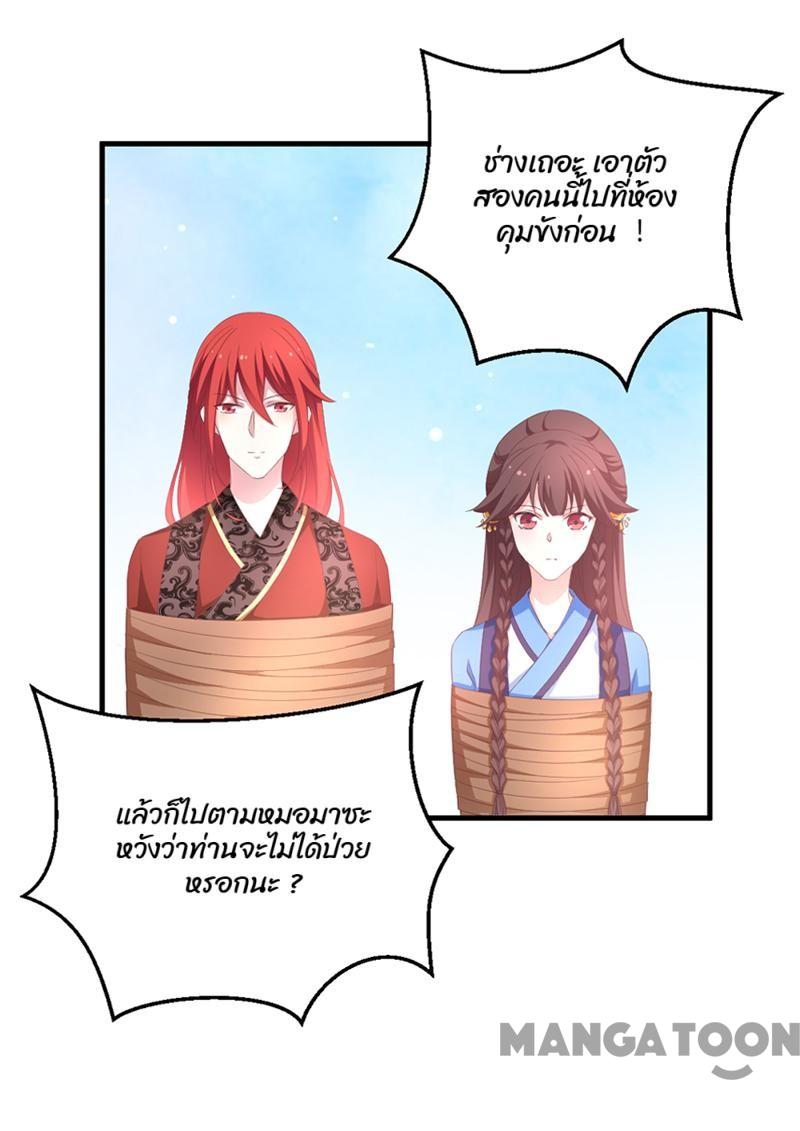 ช่างเถอะ เอาตัว
สองคนนี้ไปที่ห้อง
คุมขังก่อน !
แล้วก็ไปตามหมอมาซะ
หวังว่าท่านจะไม่ได้ป่วย
หรอกนะ ?
MANGATOON